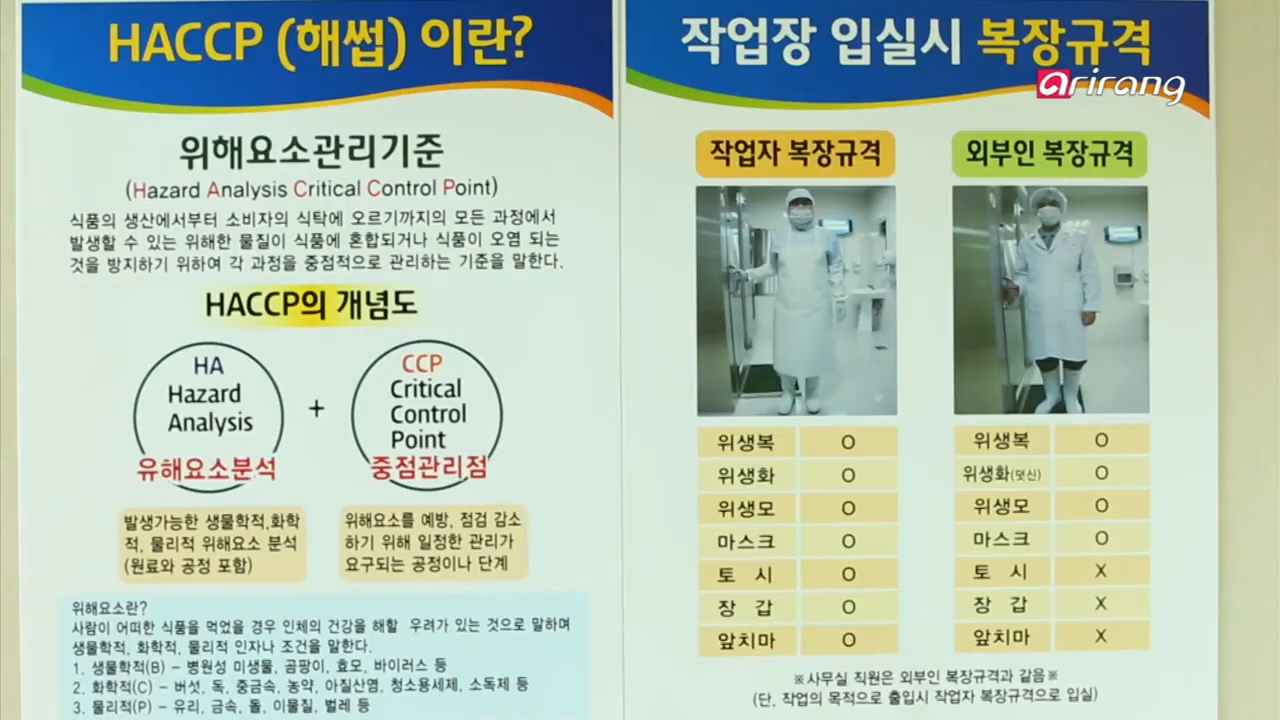 HACCP (해썹) 이란?
위해요소관리기준
(Hazard Analysis Critical Control Point)
식품의 생산에서부터 소비자의 식탁에 오르기까지의 모든 과정에서
발생할 수 있는 위해한 물질이 식품에 혼합되거나 식품이 오염 되는
것을 방지하기 위하여 각 과정을 중점적으로 관리하는 기준을 말한다.
HACCP의 개념도
HA
Hazard
Analysis
유해요소분석
+
CCP
Critical
Control
Point
중점관리점
발생가능한 생물학적,화학
적, 물리적 위해요소 분석
(원료와 공정 포함)
위해요소를 예방, 점검 감소
하기 위해 일정한 관리가
요구되는 공정이나 단계
위해요소란?
사람이 어떠한 식품을 먹었을 경우 인체의 건강을 해할 우려가 있는 것으로 말하며
생물학적, 화학적, 물리적 인자나 조건을 말한다.
1. 생물학적(B) - 병원성 미생물, 곰팡이, 효모, 바이러스 등
2. 화학적(C) - 버섯, 독, 중금속, 농약, 아질산염, 청소용세제, 소독제 등
3. 물리적(P) - 유리, 금속, 돌, 이물질, 벌레 등
작업장 입실시 복장규격
arirang
작업자 복장규격
위생복 O
위생화 O
위생모 O
마스크 O
토 시 O
장 갑 O
앞치마 O
외부인 복장규격
위생복 O
위생화(덧신) O
위생모 O
마스크 O
토 시 X
장 갑 X
앞치마 X
※사무실 직원은 외부인 복장규격과 같음※
(단, 작업의 목적으로 출입시 작업자 복장규격으로 입실)